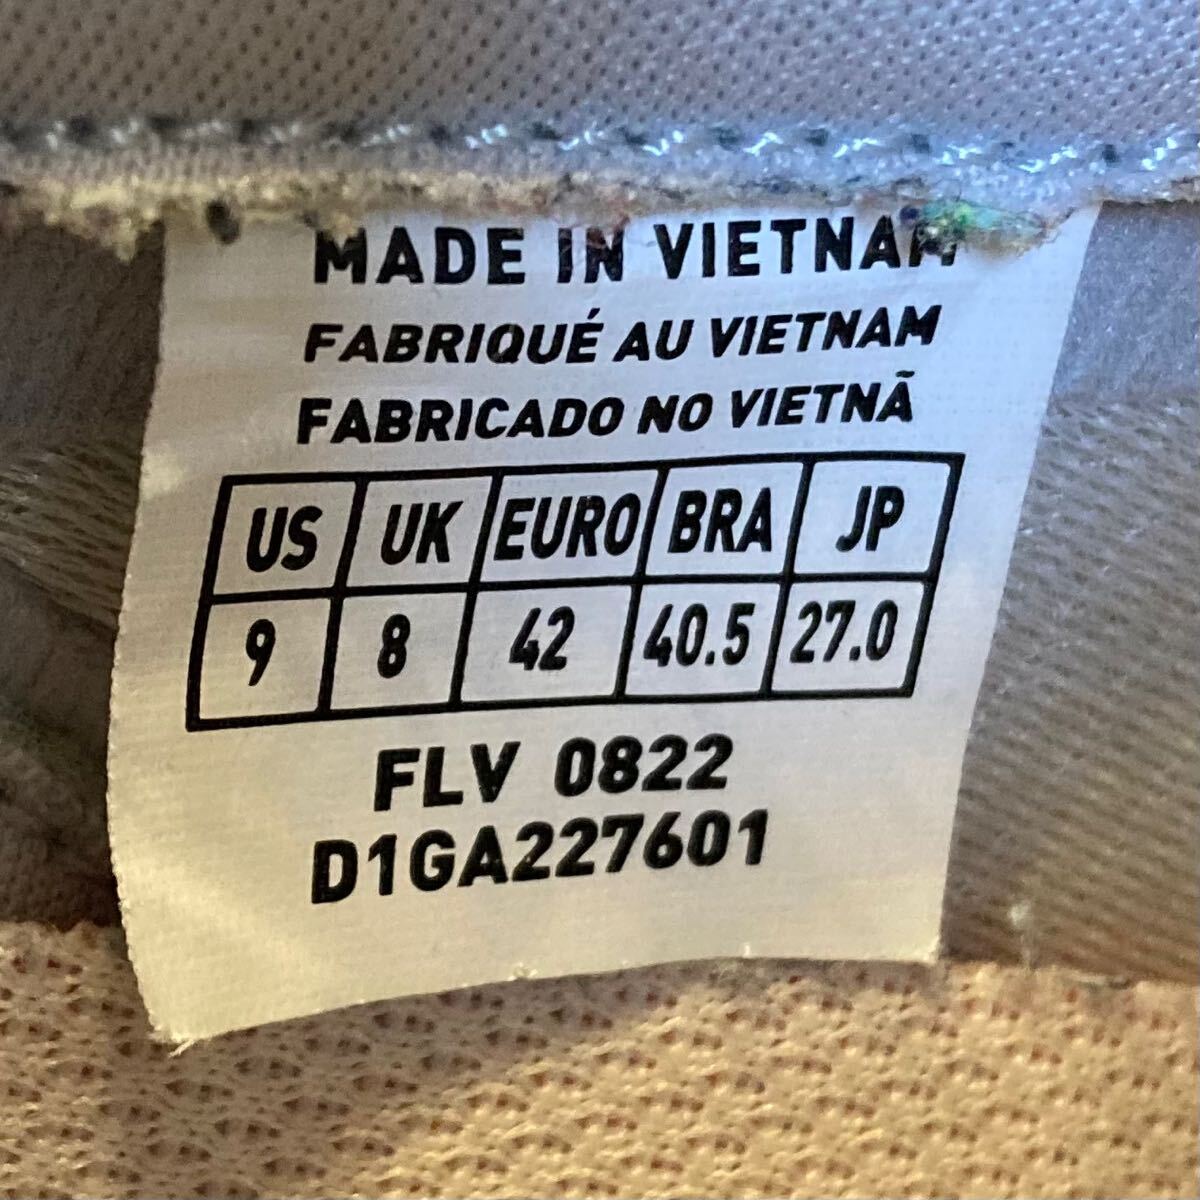 MADE IN VIETNAM
FABRIQUÉ AU VIETNAM
FABRICADO NO VIETNÃ
US UK EURO BRA JP
9 8 42 40.5 27.0
FLV 0822
D1GA227601